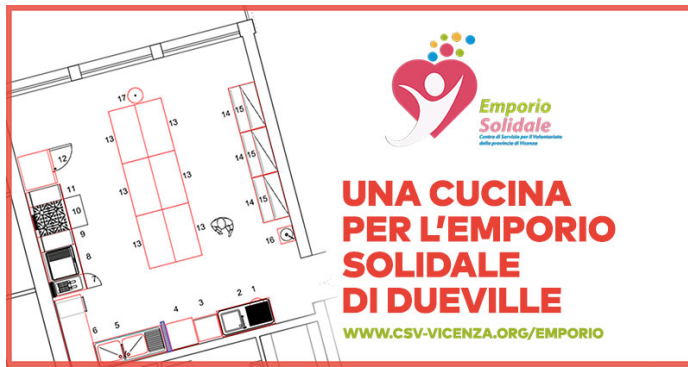 17
13
13
13
13
13
13
14
15
14
15
14
15
16
12
11
10
9
8
7
6
5
4
3
2
1
Emporio
Solidale
Centro di Servizio per il Volontariato
della provincia di Vicenza
UNA CUCINA
PER L'EMPORIO
SOLIDALE
DI DUEVILLE
WWW.CSV-VICENZA.ORG/EMPORIO